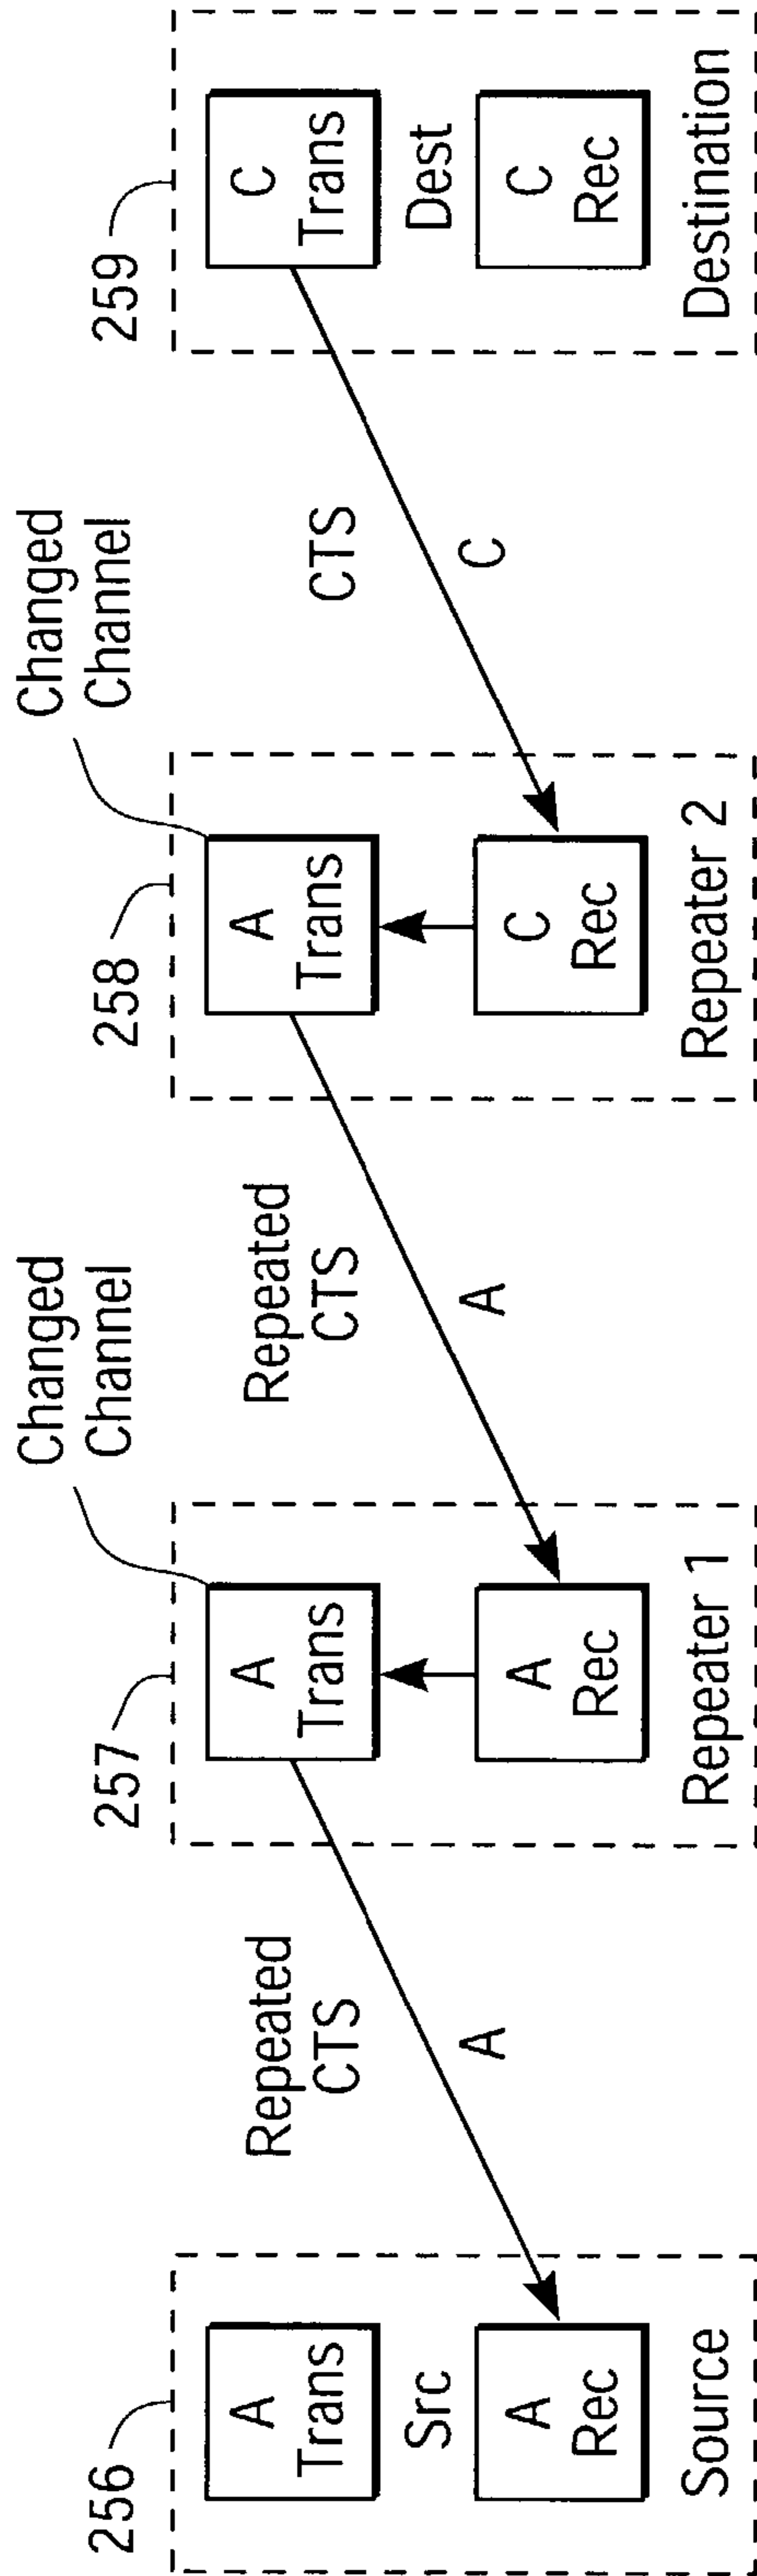 256
A
Trans
Src
A
Rec
Source
Repeated
CTS
A
Changed
Channel
257
A
Trans
A
Rec
Repeater 1
Repeated
CTS
A
Changed
Channel
258
A
Trans
C
Rec
Repeater 2
CTS
C
259
C
Trans
Dest
C
Rec
Destination